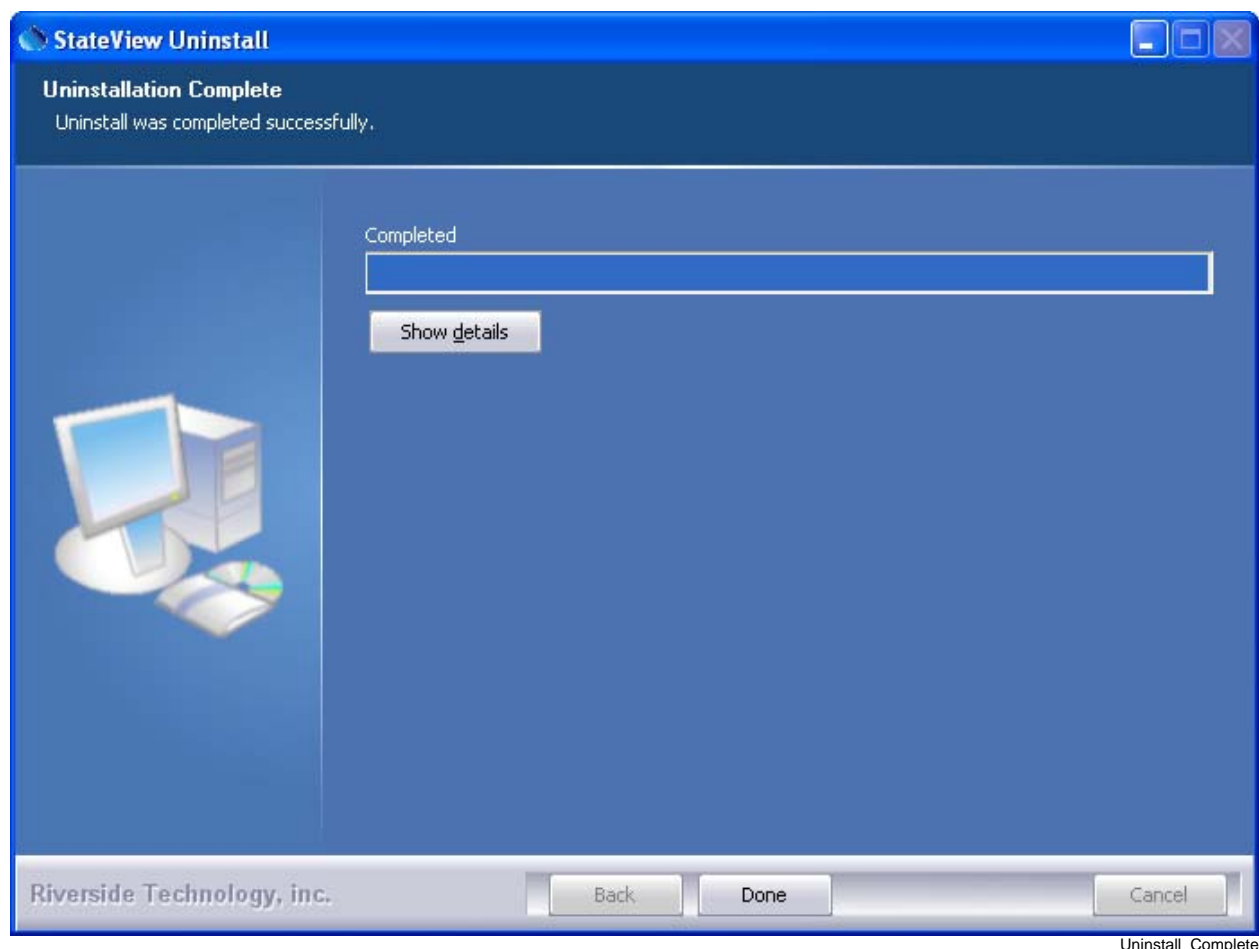 StateView Uninstall
Uninstallation Complete
Uninstall was completed successfully.
Completed
Show details
Riverside Technology, inc.
Back
Done
Cancel
Uninstall_Complete